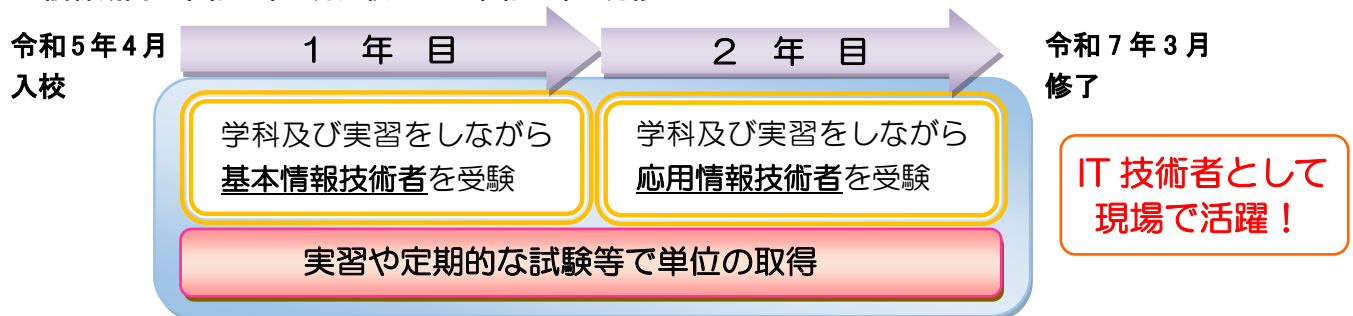 令和5年4月
入校
1 年 目
2 年 目
令和7年3月
修了
学科及び実習をしながら
基本情報技術者を受験
学科及び実習をしながら
応用情報技術者を受験
IT 技術者として
現場で活躍！
実習や定期的な試験等で単位の取得